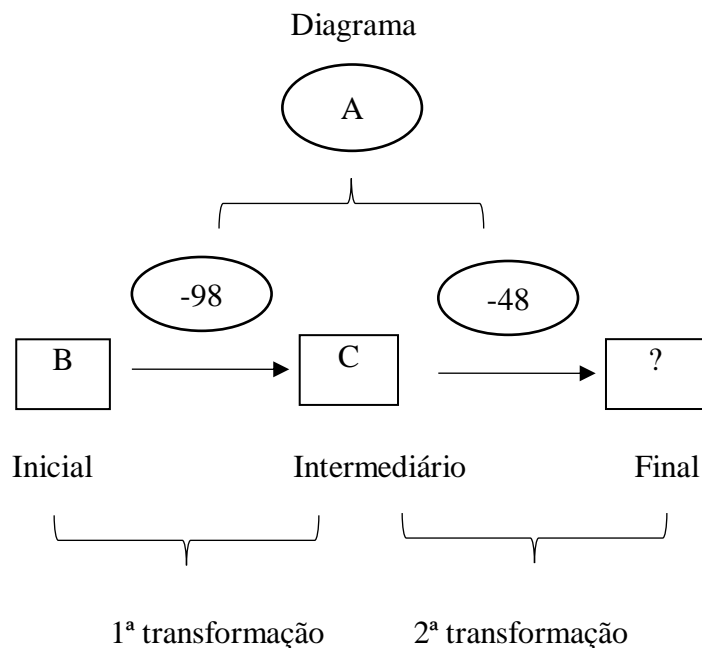 Diagrama
A
-98
-48
B
C
?
Inicial
Intermediário
Final
1ª transformação
2ª transformação